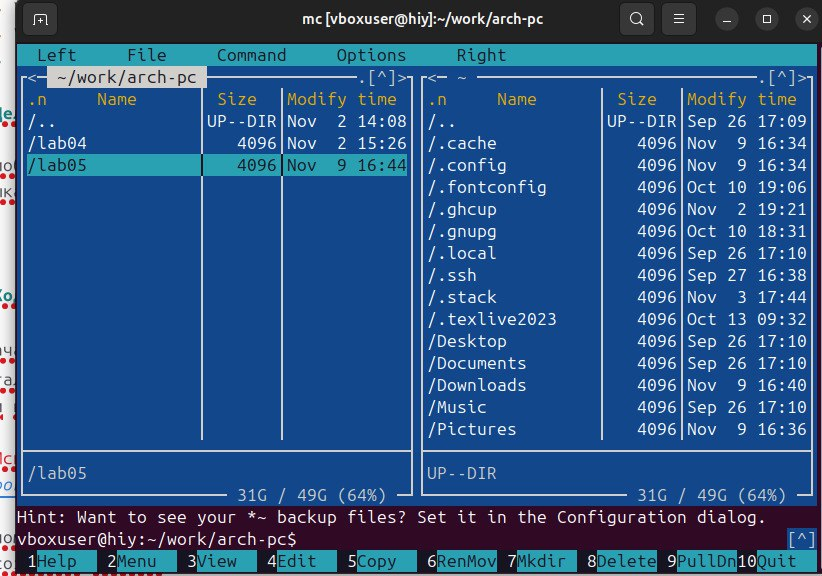 mc [vboxuser@hiy]:~/work/arch-pc
Left File Command Options Right
<- ~/work/arch-pc .[^]>
.n Name Size Modify time
/.. UP--DIR Nov 2 14:08
/lab04 4096 Nov 2 15:26
/lab05 4096 Nov 9 16:44
/lab05
31G / 49G (64%)
<- ~ .[^]>
.n Name Size Modify time
/.. UP--DIR Sep 26 17:09
/.cache 4096 Nov 9 16:34
/.config 4096 Nov 9 16:34
/.fontconfig 4096 Oct 10 19:06
/.ghcup 4096 Nov 2 19:21
/.gnupg 4096 Oct 10 18:31
/.local 4096 Sep 26 17:10
/.ssh 4096 Sep 27 16:38
/.stack 4096 Nov 3 17:44
/.texlive2023 4096 Oct 13 09:32
/Desktop 4096 Sep 26 17:10
/Documents 4096 Sep 26 17:10
/Downloads 4096 Nov 9 16:40
/Music 4096 Sep 26 17:10
/Pictures 4096 Nov 9 16:36
UP--DIR
31G / 49G (64%)
Hint: Want to see your *~ backup files? Set it in the Configuration dialog.
vboxuser@hiy:~/work/arch-pc$ [^]
1Help 2Menu 3View 4Edit 5Copy 6RenMov 7Mkdir 8Delete 9PullDn 10Quit